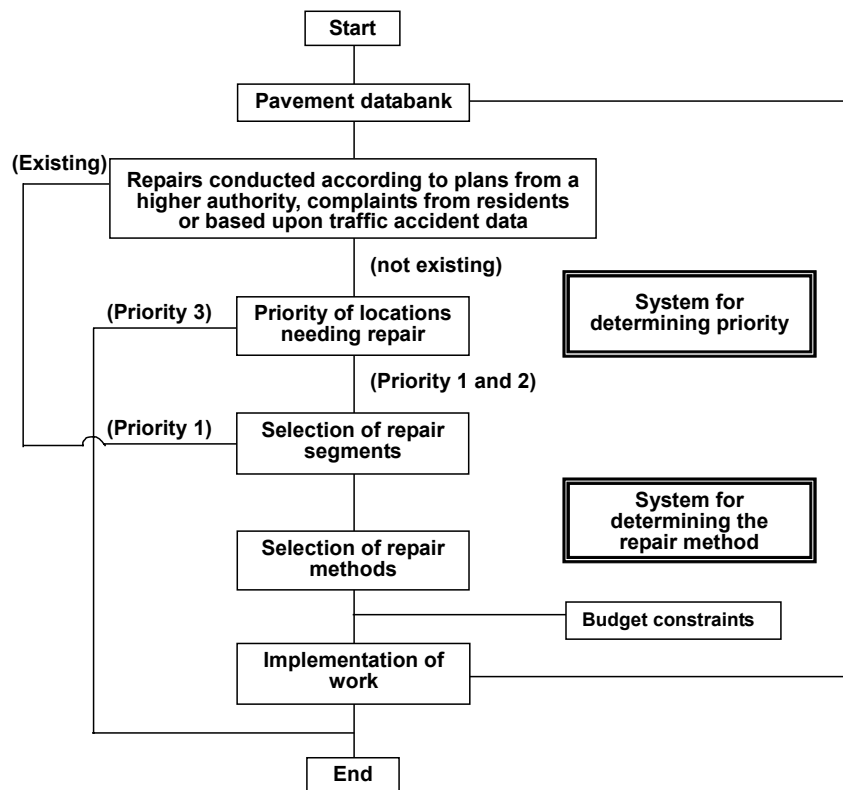 Start
Pavement databank
(Existing)
Repairs conducted according to plans from a
higher authority, complaints from residents
or based upon traffic accident data
(not existing)
(Priority 3)
Priority of locations
needing repair
System for
determining priority
(Priority 1 and 2)
(Priority 1)
Selection of repair
segments
System for
determining the
repair method
Selection of repair
methods
Budget constraints
Implementation of
work
End